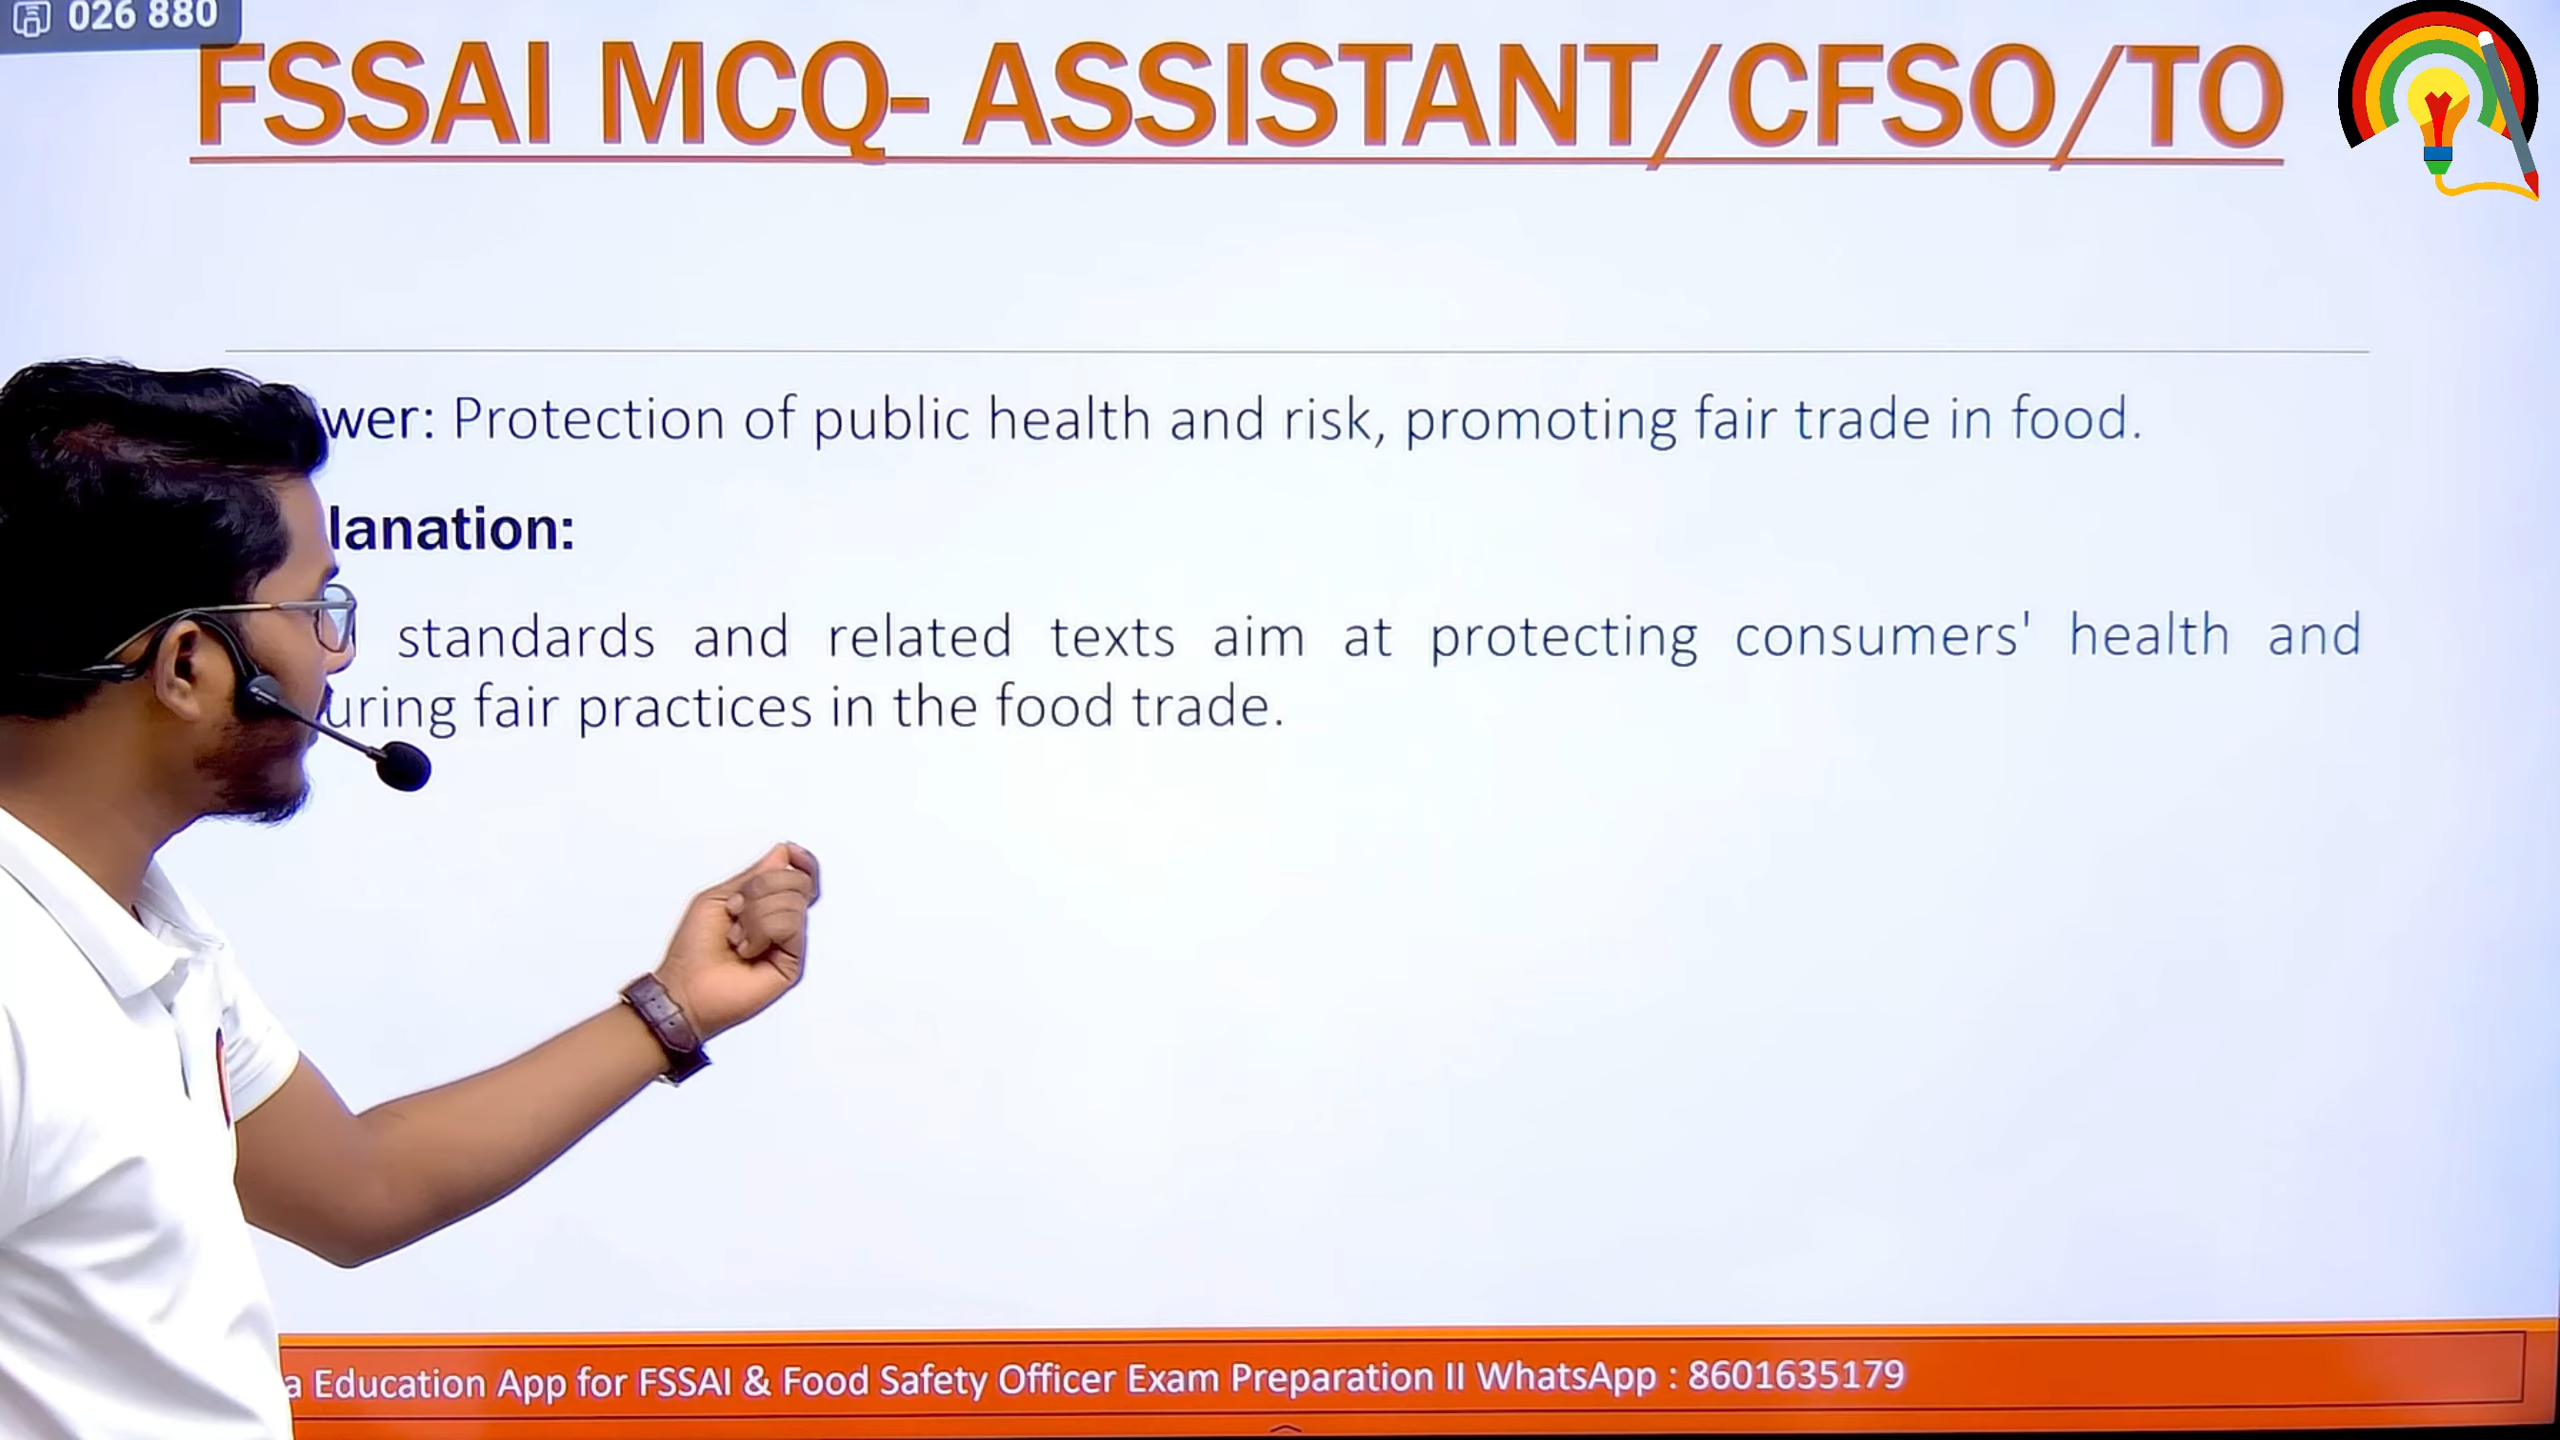 026 880
FSSAI MCQ- ASSISTANT/CFSO/TO
wer: Protection of public health and risk, promoting fair trade in food.
lanation:
standards and related texts aim at protecting consumers' health and
uring fair practices in the food trade.
a Education App for FSSAI & Food Safety Officer Exam Preparation II WhatsApp : 8601635179